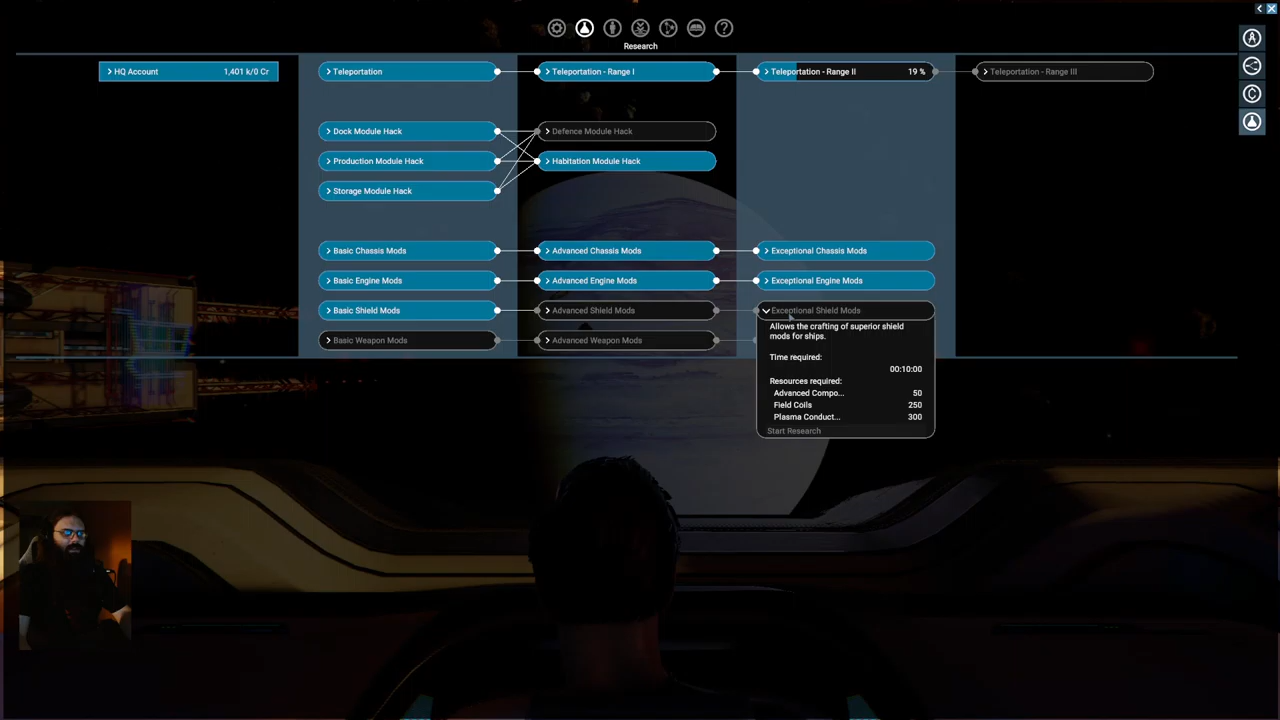 Research
HQ Account 1,401 k/0 Cr
Teleportation
Teleportation - Range I
Teleportation - Range II 19 %
Teleportation - Range III
Dock Module Hack
Defence Module Hack
Production Module Hack
Habitation Module Hack
Storage Module Hack
Basic Chassis Mods
Advanced Chassis Mods
Exceptional Chassis Mods
Basic Engine Mods
Advanced Engine Mods
Exceptional Engine Mods
Basic Shield Mods
Advanced Shield Mods
Exceptional Shield Mods
Basic Weapon Mods
Advanced Weapon Mods
Allows the crafting of superior shield
mods for ships.
Time required:
00:10:00
Resources required:
Advanced Compo... 50
Field Coils 250
Plasma Conduct... 300
Start Research